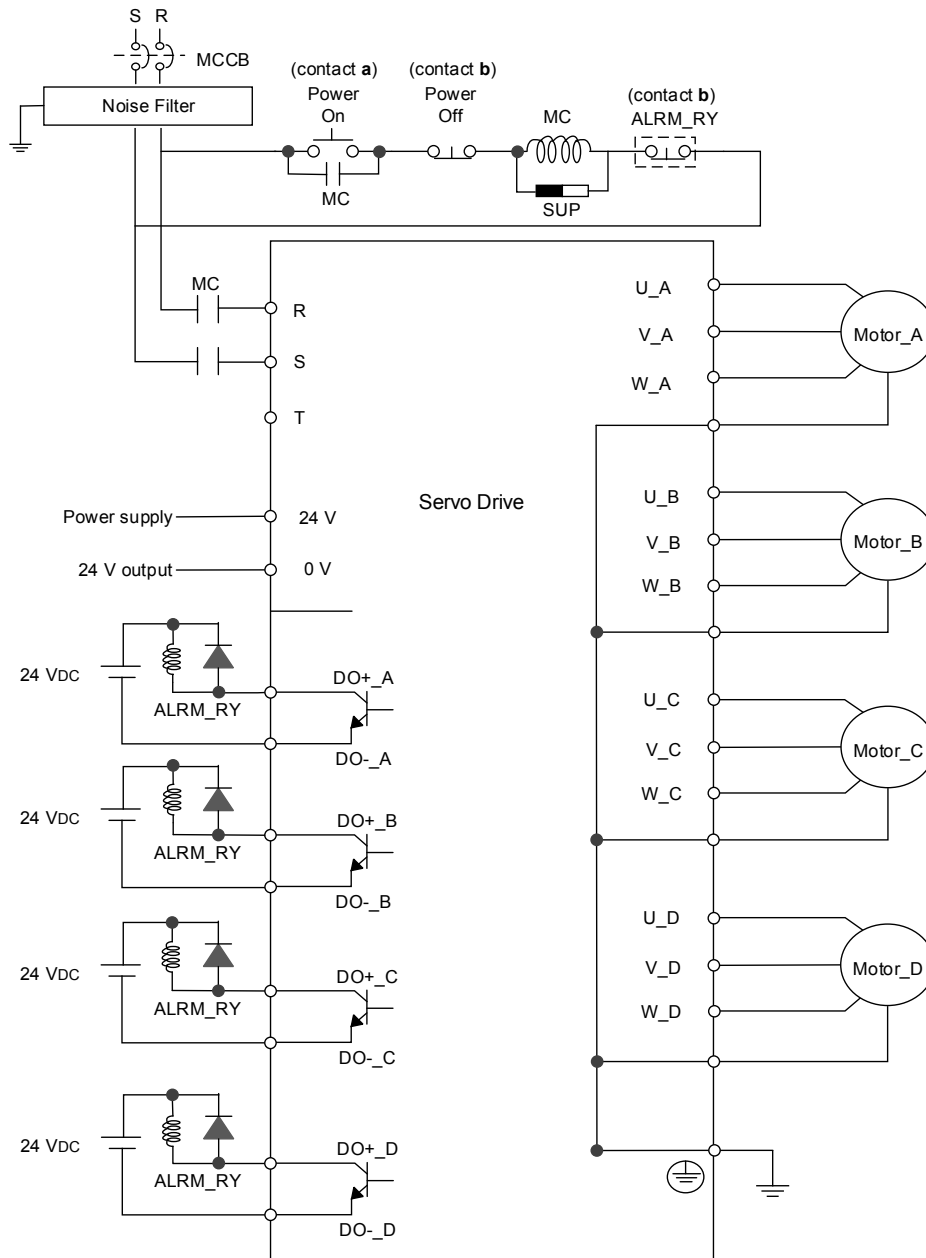 S R
MCCB
Noise Filter
(contact a)
Power
On
(contact b)
Power
Off
MC
(contact b)
ALRM_RY
MC
SUP
MC
R
S
T
Power supply
24 V
24 V output
0 V
Servo Drive
U_A
V_A
W_A
Motor_A
U_B
V_B
W_B
Motor_B
U_C
V_C
W_C
Motor_C
U_D
V_D
W_D
Motor_D
24 VDC
ALRM_RY
DO+_A
DO-_A
24 VDC
ALRM_RY
DO+_B
DO-_B
24 VDC
ALRM_RY
DO+_C
DO-_C
24 VDC
ALRM_RY
DO+_D
DO-_D